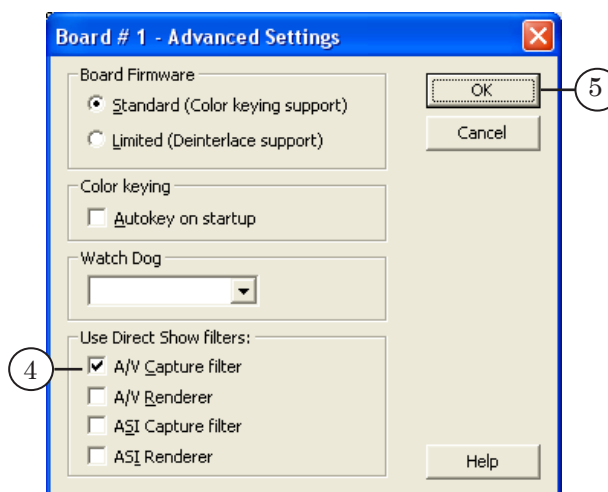 Board # 1 - Advanced Settings
Board Firmware
Standard (Color keying support)
Limited (Deinterlace support)
OK
5
Cancel
Color keying
Autokey on startup
Watch Dog
Use Direct Show filters:
4
A/V Capture filter
A/V Renderer
ASI Capture filter
ASI Renderer
Help